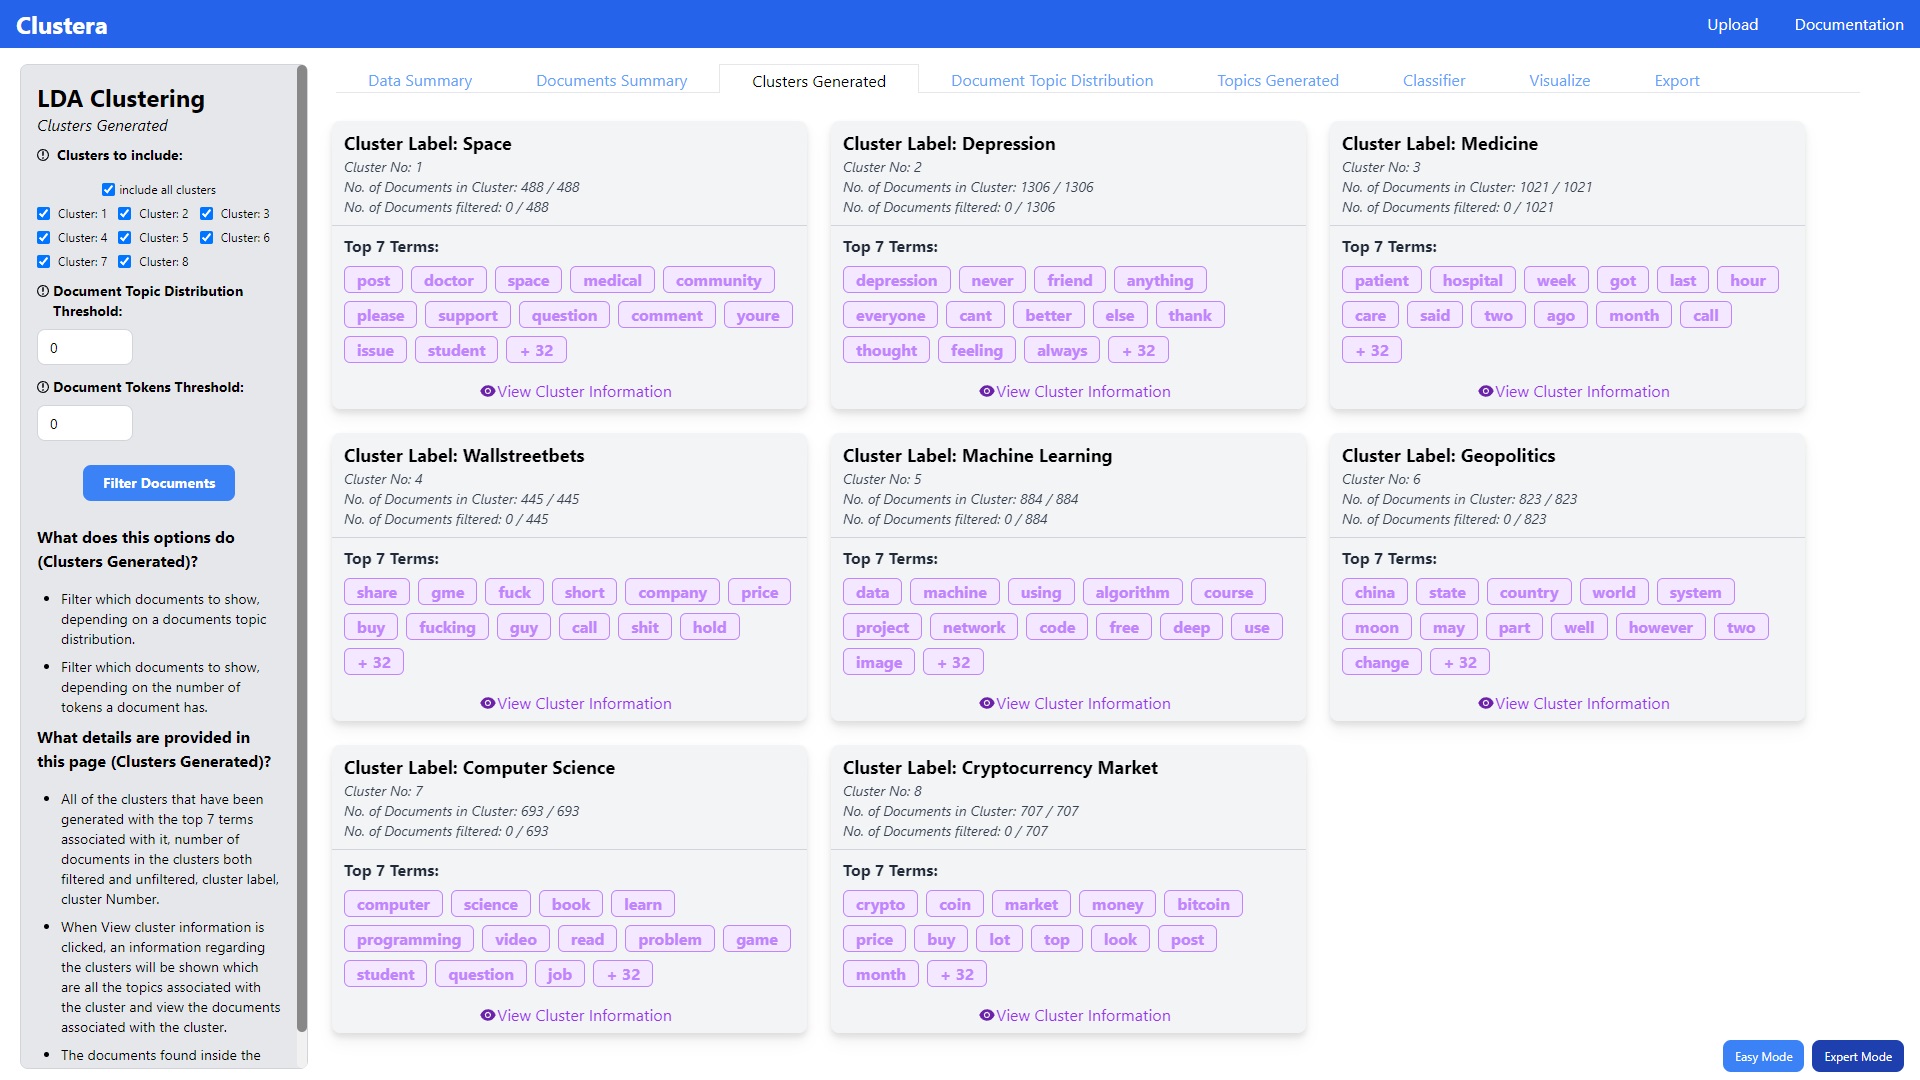 Clustera
Upload
Documentation
LDA Clustering
Clusters Generated
Clusters to include:
include all clusters
Cluster: 1 Cluster: 2 Cluster: 3
Cluster: 4 Cluster: 5 Cluster: 6
Cluster: 7 Cluster: 8
Document Topic Distribution
Threshold:
0
Document Tokens Threshold:
0
Filter Documents
What does this options do
(Clusters Generated)?
• Filter which documents to show,
depending on a documents topic
distribution.
• Filter which documents to show,
depending on the number of
tokens a document has.
What details are provided in
this page (Clusters Generated)?
• All of the clusters that have been
generated with the top 7 terms
associated with it, number of
documents in the clusters both
filtered and unfiltered, cluster label,
cluster Number.
• When View cluster information is
clicked, an information regarding
the clusters will be shown which
are all the topics associated with
the cluster and view the documents
associated with the cluster.
• The documents found inside the
Data Summary Documents Summary Clusters Generated Document Topic Distribution Topics Generated Classifier Visualize Export
Cluster Label: Space
Cluster No: 1
No. of Documents in Cluster: 488 / 488
No. of Documents filtered: 0 / 488
Top 7 Terms:
post doctor space medical community
please support question comment youre
issue student + 32
View Cluster Information
Cluster Label: Depression
Cluster No: 2
No. of Documents in Cluster: 1306 / 1306
No. of Documents filtered: 0 / 1306
Top 7 Terms:
depression never friend anything
everyone cant better else thank
thought feeling always + 32
View Cluster Information
Cluster Label: Medicine
Cluster No: 3
No. of Documents in Cluster: 1021 / 1021
No. of Documents filtered: 0 / 1021
Top 7 Terms:
patient hospital week got last hour
care said two ago month call
+ 32
View Cluster Information
Cluster Label: Wallstreetbets
Cluster No: 4
No. of Documents in Cluster: 445 / 445
No. of Documents filtered: 0 / 445
Top 7 Terms:
share gme fuck short company price
buy fucking guy call shit hold
+ 32
View Cluster Information
Cluster Label: Machine Learning
Cluster No: 5
No. of Documents in Cluster: 884 / 884
No. of Documents filtered: 0 / 884
Top 7 Terms:
data machine using algorithm course
project network code free deep use
image + 32
View Cluster Information
Cluster Label: Geopolitics
Cluster No: 6
No. of Documents in Cluster: 823 / 823
No. of Documents filtered: 0 / 823
Top 7 Terms:
china state country world system
moon may part well however two
change + 32
View Cluster Information
Cluster Label: Computer Science
Cluster No: 7
No. of Documents in Cluster: 693 / 693
No. of Documents filtered: 0 / 693
Top 7 Terms:
computer science book learn
programming video read problem game
student question job + 32
View Cluster Information
Cluster Label: Cryptocurrency Market
Cluster No: 8
No. of Documents in Cluster: 707 / 707
No. of Documents filtered: 0 / 707
Top 7 Terms:
crypto coin market money bitcoin
price buy lot top look post
month + 32
View Cluster Information
Easy Mode
Expert Mode